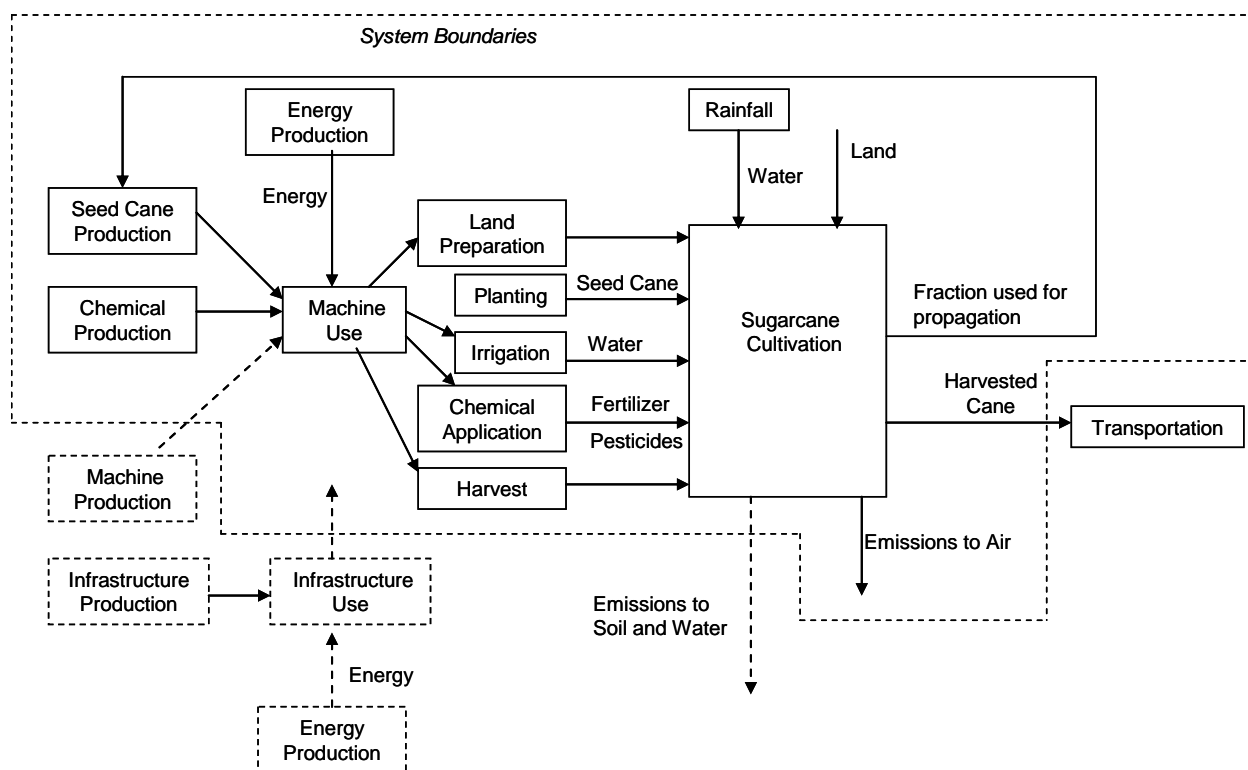 System Boundaries
Energy
Production
Rainfall
Land
Water
Energy
Seed Cane
Production
Land
Preparation
Planting
Seed Cane
Chemical
Production
Machine
Use
Sugarcane
Cultivation
Fraction used for
propagation
Irrigation
Water
Chemical
Application
Fertilizer
Pesticides
Harvested
Cane
Transportation
Machine
Production
Harvest
Emissions to Air
Infrastructure
Production
Infrastructure
Use
Emissions to
Soil and Water
Energy
Energy
Production